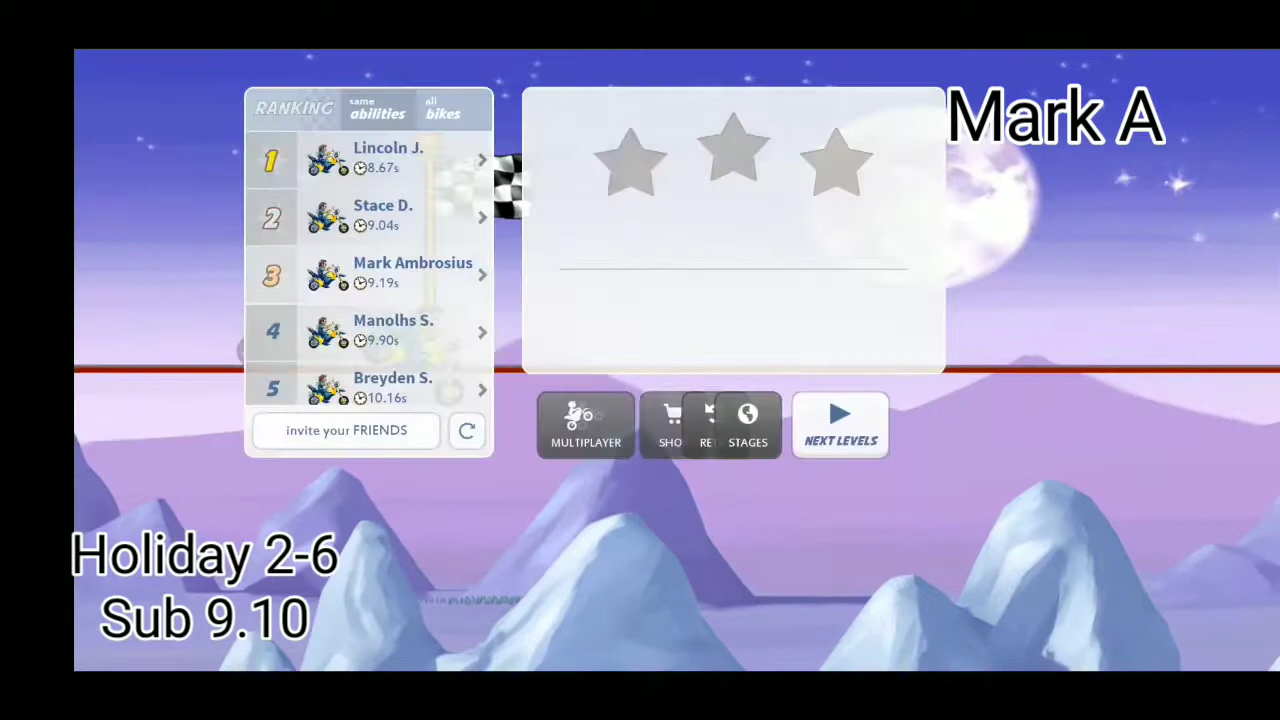 Mark A
RANKING
same
abilities
all
bikes
1
Lincoln J.
8.67s
2
Stace D.
9.04s
3
Mark Ambrosius
9.19s
4
Manolhs S.
9.90s
5
Breyden S.
10.16s
invite your FRIENDS
MULTIPLAYER
SHO
RE
STAGES
NEXT LEVELS
Holiday 2-6
Sub 9.10